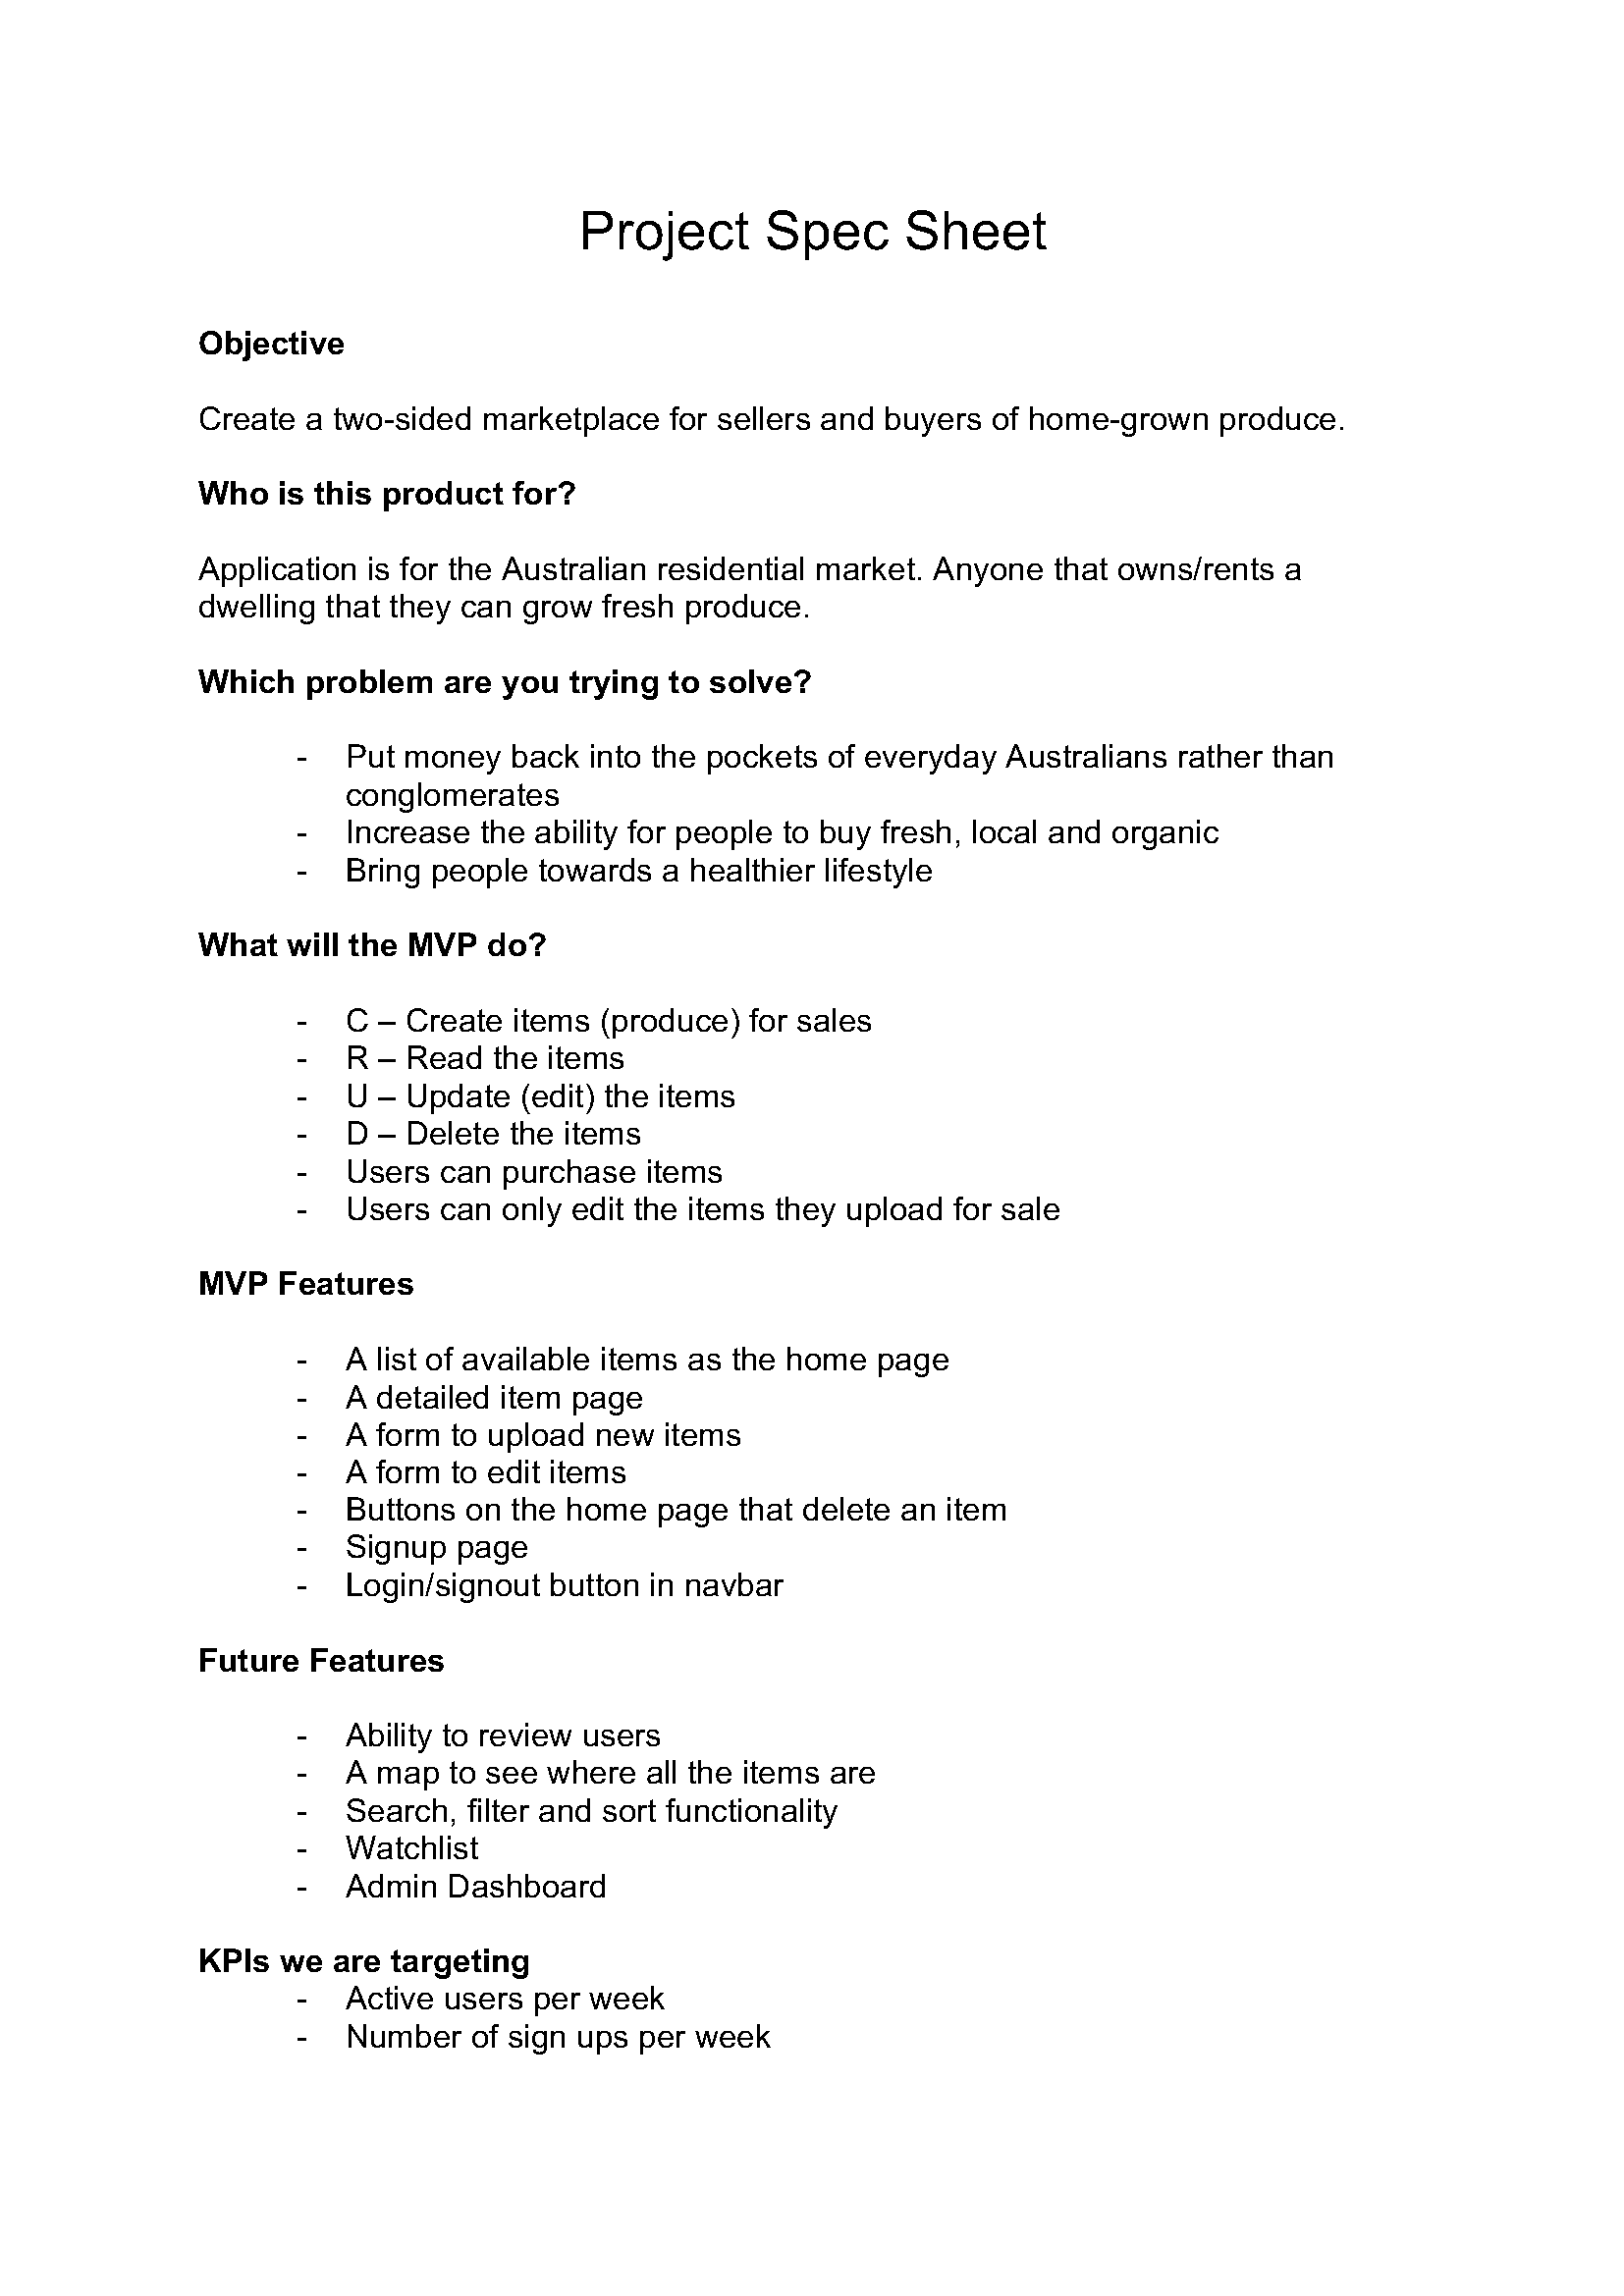 Project Spec Sheet
Objective
Create a two-sided marketplace for sellers and buyers of home-grown produce.
Who is this product for?
Application is for the Australian residential market. Anyone that owns/rents a
dwelling that they can grow fresh produce.
Which problem are you trying to solve?
- Put money back into the pockets of everyday Australians rather than
conglomerates
- Increase the ability for people to buy fresh, local and organic
- Bring people towards a healthier lifestyle
What will the MVP do?
- C – Create items (produce) for sales
- R – Read the items
- U – Update (edit) the items
- D – Delete the items
- Users can purchase items
- Users can only edit the items they upload for sale
MVP Features
- A list of available items as the home page
- A detailed item page
- A form to upload new items
- A form to edit items
- Buttons on the home page that delete an item
- Signup page
- Login/signout button in navbar
Future Features
- Ability to review users
- A map to see where all the items are
- Search, filter and sort functionality
- Watchlist
- Admin Dashboard
KPIs we are targeting
- Active users per week
- Number of sign ups per week